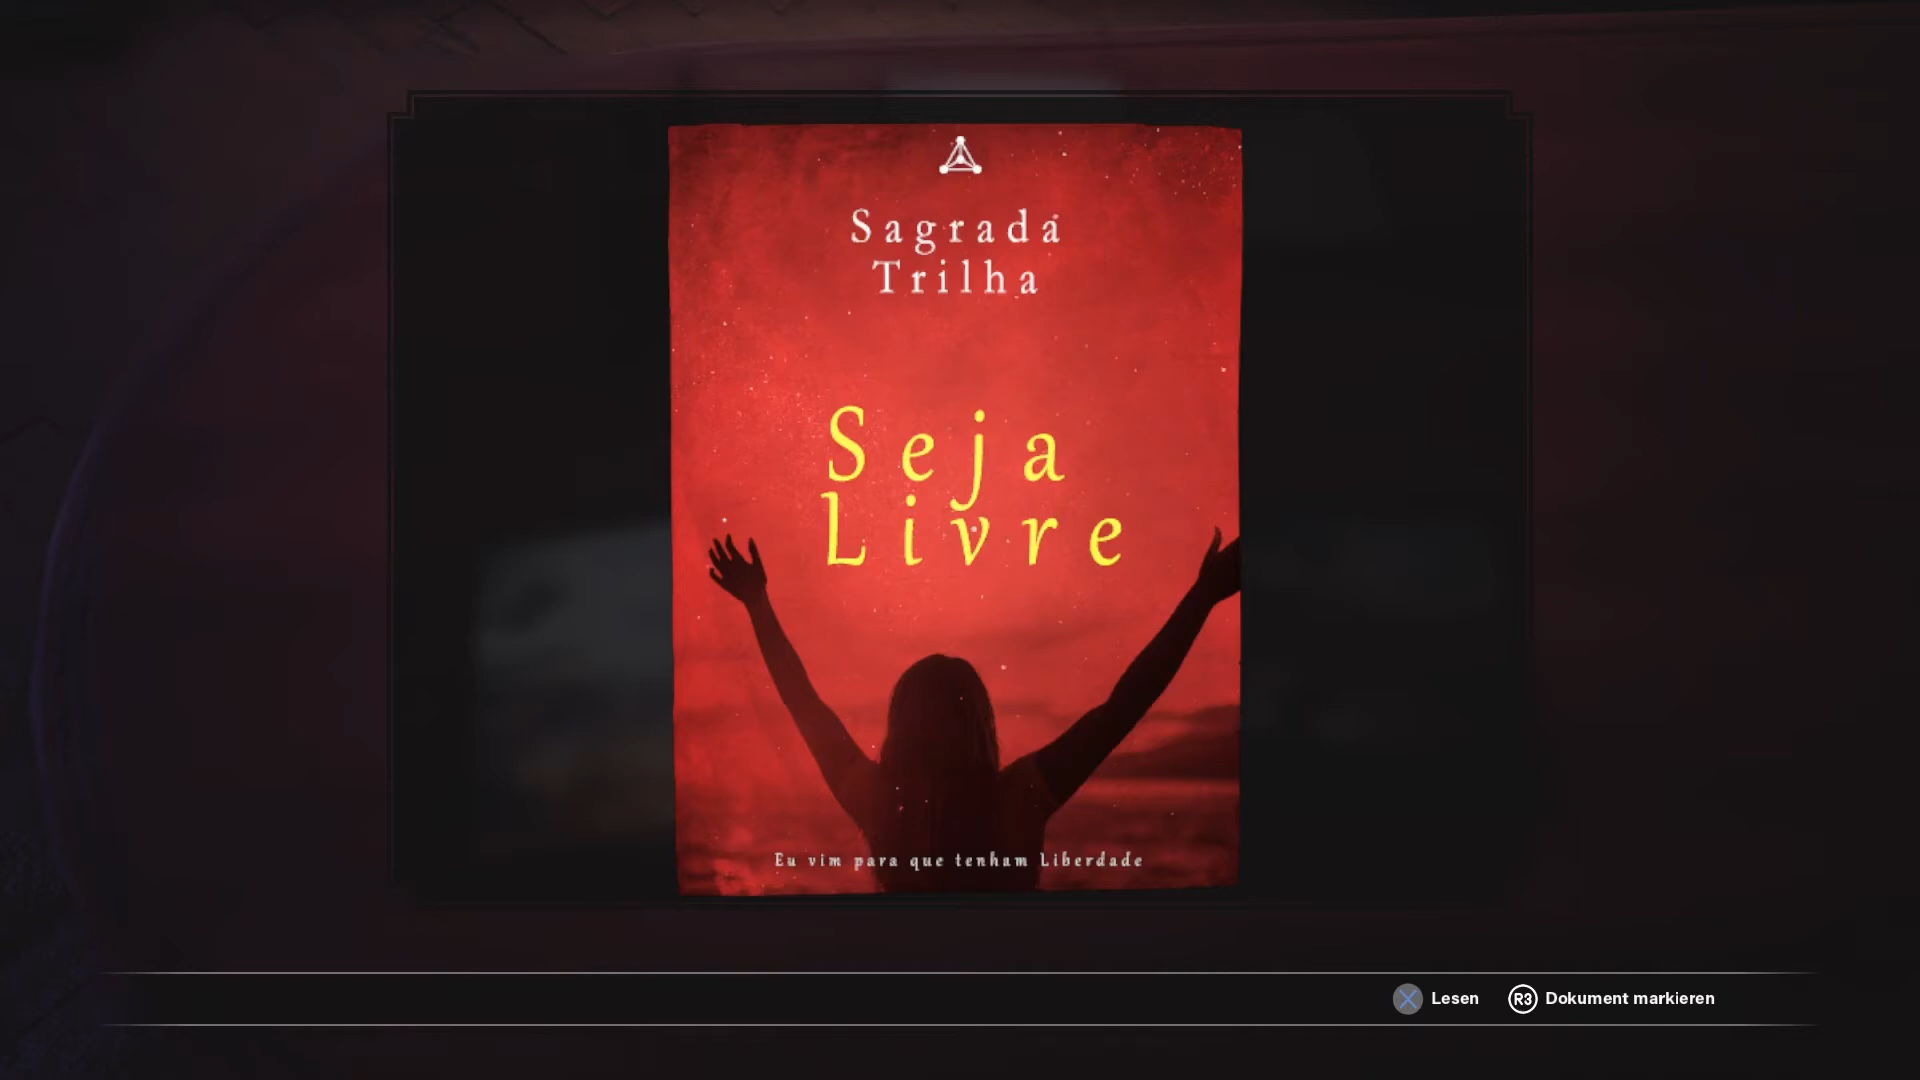 Sagrada
Trilha
Seja
Livre
Eu vim para que tenham Liberdade
Lesen
R3 Dokument markieren